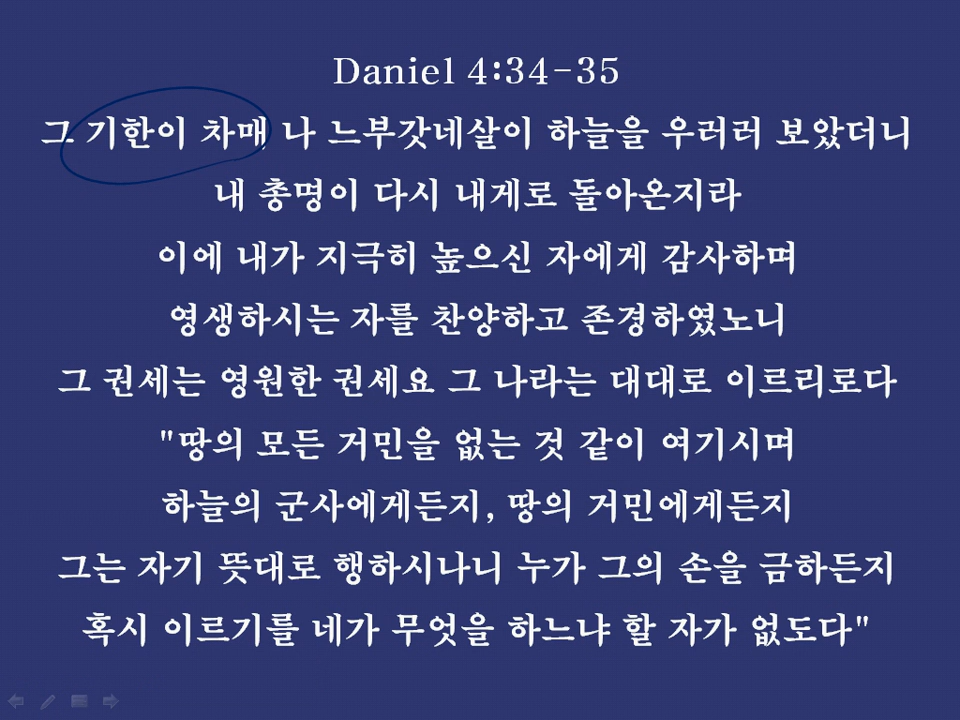 Daniel 4:34-35
그 기한이 차매 나 느부갓네살이 하늘을 우러러 보았더니
내 총명이 다시 내게로 돌아온지라
이에 내가 지극히 높으신 자에게 감사하며
영생하시는 자를 찬양하고 존경하였노니
그 권세는 영원한 권세요 그 나라는 대대로 이르리로다
"땅의 모든 거민을 없는 것 같이 여기시며
하늘의 군사에게든지, 땅의 거민에게든지
그는 자기 뜻대로 행하시나니 누가 그의 손을 금하든지
혹시 이르기를 네가 무엇을 하느냐 할 자가 없도다"